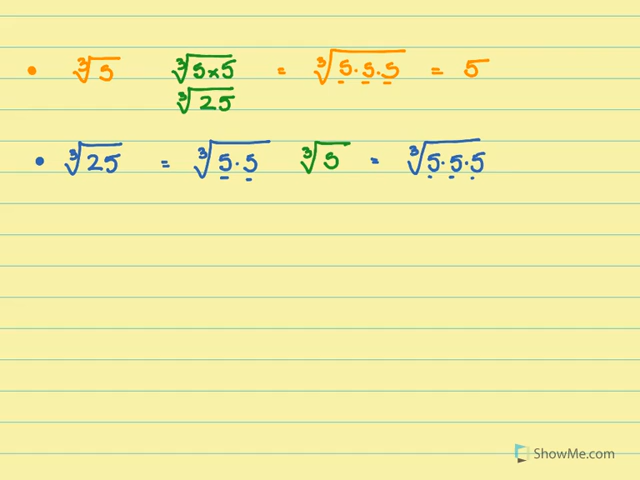 • ∛5 ∛5×5 = ∛5·5·5 = 5
∛25
• ∛25 = ∛5·5 ∛5 = ∛5·5·5
ShowMe.com